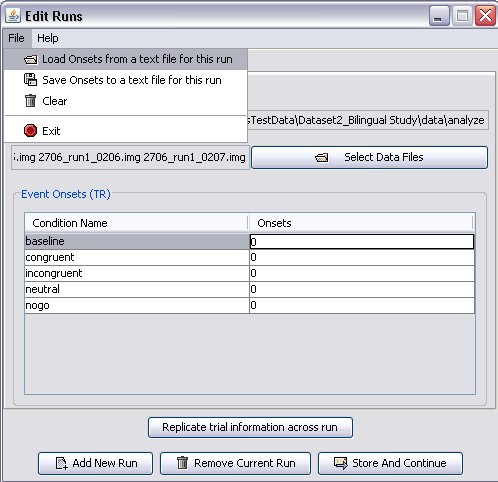 Edit Runs
File Help
Load Onsets from a text file for this run
Save Onsets to a text file for this run
Clear
Exit
sTestData\Dataset2_Bilingual Study\data\analyze
.img 2706_run1_0206.img 2706_run1_0207.img
Select Data Files
Event Onsets (TR)
Condition Name Onsets
baseline 0
congruent 0
incongruent 0
neutral 0
nogo 0
Replicate trial information across run
Add New Run Remove Current Run Store And Continue